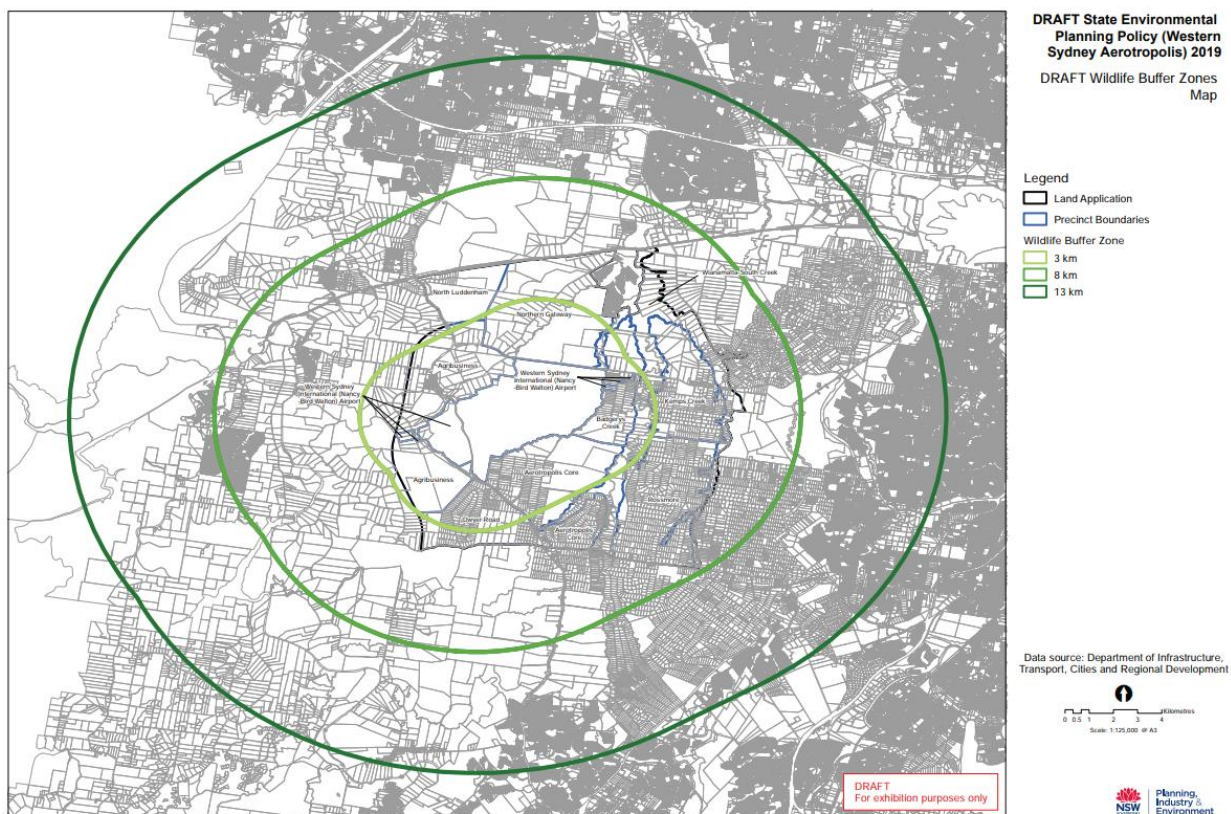 DRAFT State Environmental
Planning Policy (Western
Sydney Aerotropolis) 2019
DRAFT Wildlife Buffer Zones
Map
Legend
Land Application
Precinct Boundaries
Wildlife Buffer Zone
3 km
8 km
13 km
Wianamatta-South Creek
North Luddenham
Northern Gateway
Agribusiness
Western Sydney
International (Nancy
-Bird Walton) Airport
Western Sydney
International (Nancy
-Bird Walton) Airport
Kemps Creek
Badgerys
Creek
Aerotropolis Core
Agribusiness
Rossmore
Dwyer Road
Aerotropolis
Data source: Department of Infrastructure,
Transport, Cities and Regional Development
0 0.5 1 2 3 4
Kilometres
Scale: 1:125,000 @ A3
DRAFT
For exhibition purposes only
NSW
Planning,
Industry &
Environment